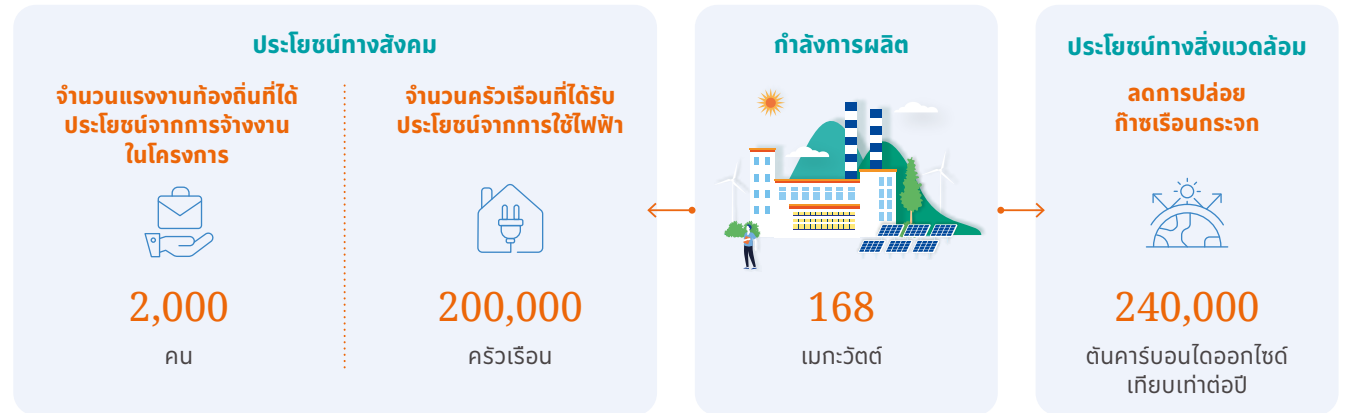 ประโยชน์ทางสังคม
จำนวนแรงงานท้องถิ่นที่ได้
ประโยชน์จากการจ้างงาน
ในโครงการ
2,000
คน
จำนวนครัวเรือนที่ได้รับ
ประโยชน์จากการใช้ไฟฟ้า
200,000
ครัวเรือน
กำลังการผลิต
168
เมกะวัตต์
ประโยชน์ทางสิ่งแวดล้อม
ลดการปล่อย
ก๊าซเรือนกระจก
240,000
ตันคาร์บอนไดออกไซด์
เทียบเท่าต่อปี